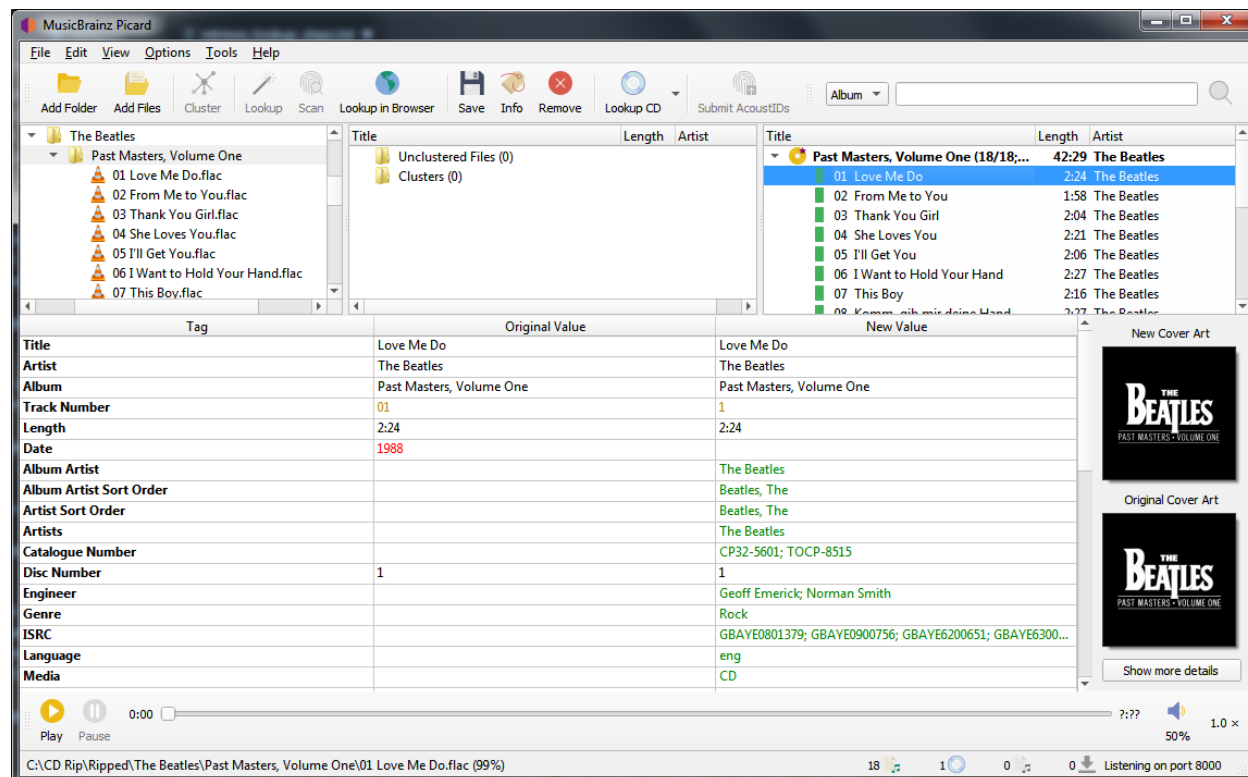 MusicBrainz Picard
File Edit View Options Tools Help
Add Folder Add Files Cluster Lookup Scan Lookup in Browser Save Info Remove Lookup CD Submit AcoustIDs Album
The Beatles
Past Masters, Volume One
01 Love Me Do.flac
02 From Me to You.flac
03 Thank You Girl.flac
04 She Loves You.flac
05 I'll Get You.flac
06 I Want to Hold Your Hand.flac
07 This Boy.flac
Title Length Artist
Unclustered Files (0)
Clusters (0)
Title Length Artist
Past Masters, Volume One (18/18;... 42:29 The Beatles
01 Love Me Do 2:24 The Beatles
02 From Me to You 1:58 The Beatles
03 Thank You Girl 2:04 The Beatles
04 She Loves You 2:21 The Beatles
05 I'll Get You 2:06 The Beatles
06 I Want to Hold Your Hand 2:27 The Beatles
07 This Boy 2:16 The Beatles
08 Komm, gib mir deine Hand 2:27 The Beatles
Tag Original Value New Value
Title Love Me Do Love Me Do
Artist The Beatles The Beatles
Album Past Masters, Volume One Past Masters, Volume One
Track Number 01 1
Length 2:24 2:24
Date 1988
Album Artist The Beatles
Album Artist Sort Order Beatles, The
Artist Sort Order Beatles, The
Artists The Beatles
Catalogue Number CP32-5601; TOCP-8515
Disc Number 1 1
Engineer Geoff Emerick; Norman Smith
Genre Rock
ISRC GBAYE0801379; GBAYE0900756; GBAYE6200651; GBAYE6300...
Language eng
Media CD
New Cover Art
THE
BEATLES
PAST MASTERS • VOLUME ONE
Original Cover Art
THE
BEATLES
PAST MASTERS • VOLUME ONE
Show more details
0:00 ?:??
Play Pause 50% 1.0 ×
C:\CD Rip\Ripped\The Beatles\Past Masters, Volume One\01 Love Me Do.flac (99%) 18 1 0 0 Listening on port 8000